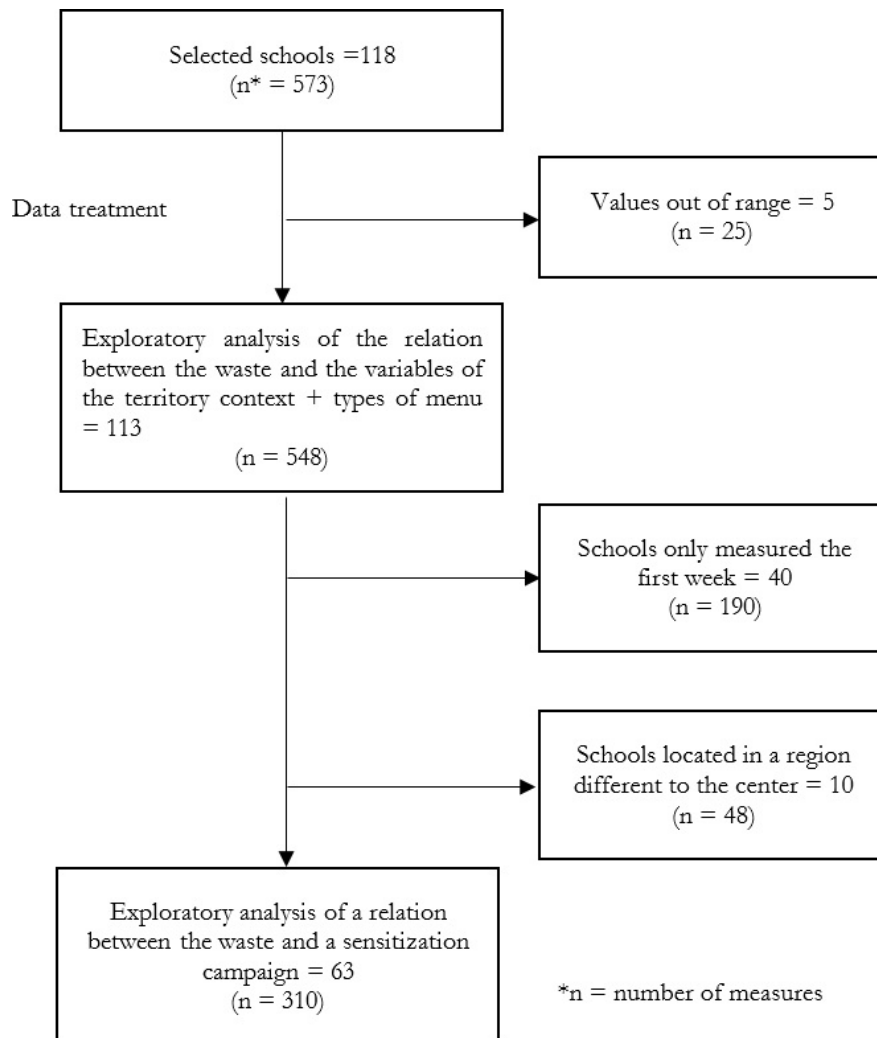 Selected schools =118
(n* = 573)
Data treatment
Values out of range = 5
(n = 25)
Exploratory analysis of the relation
between the waste and the variables of
the territory context + types of menu
= 113
(n = 548)
Schools only measured the
first week = 40
(n = 190)
Schools located in a region
different to the center = 10
(n = 48)
Exploratory analysis of a relation
between the waste and a sensitization
campaign = 63
(n = 310)
*n = number of measures